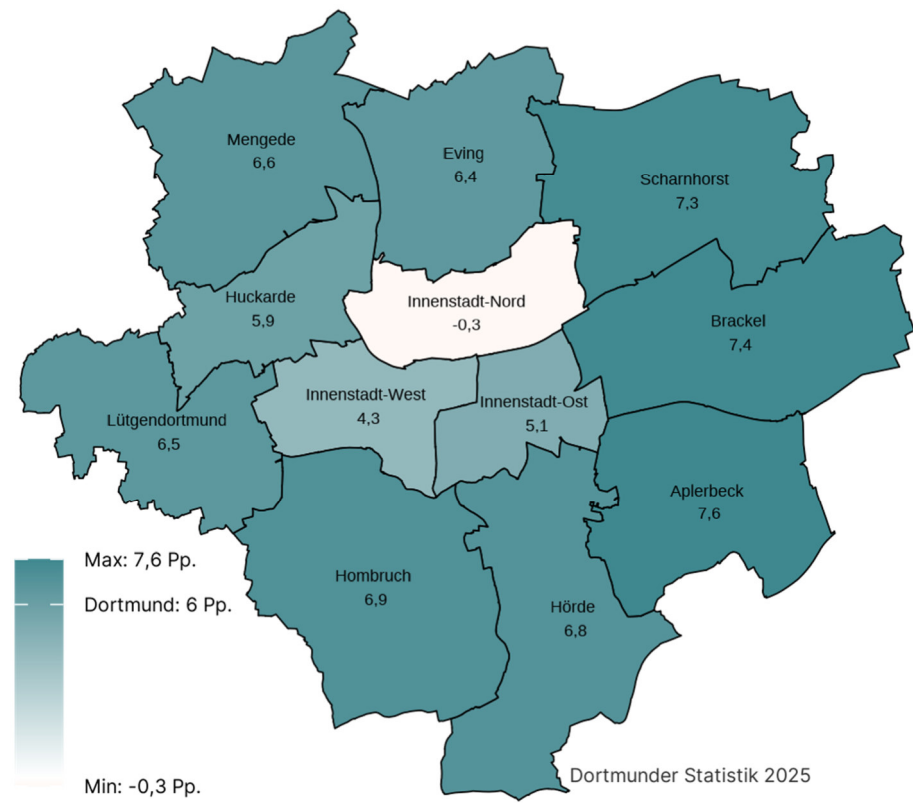 Mengede
6,6
Eving
6,4
Scharnhorst
7,3
Huckarde
5,9
Innenstadt-Nord
-0,3
Brackel
7,4
Innenstadt-West
4,3
Innenstadt-Ost
5,1
Lütgendortmund
6,5
Aplerbeck
7,6
Hombruch
6,9
Hörde
6,8
Max: 7,6 Pp.
Dortmund: 6 Pp.
Min: -0,3 Pp.
Dortmunder Statistik 2025